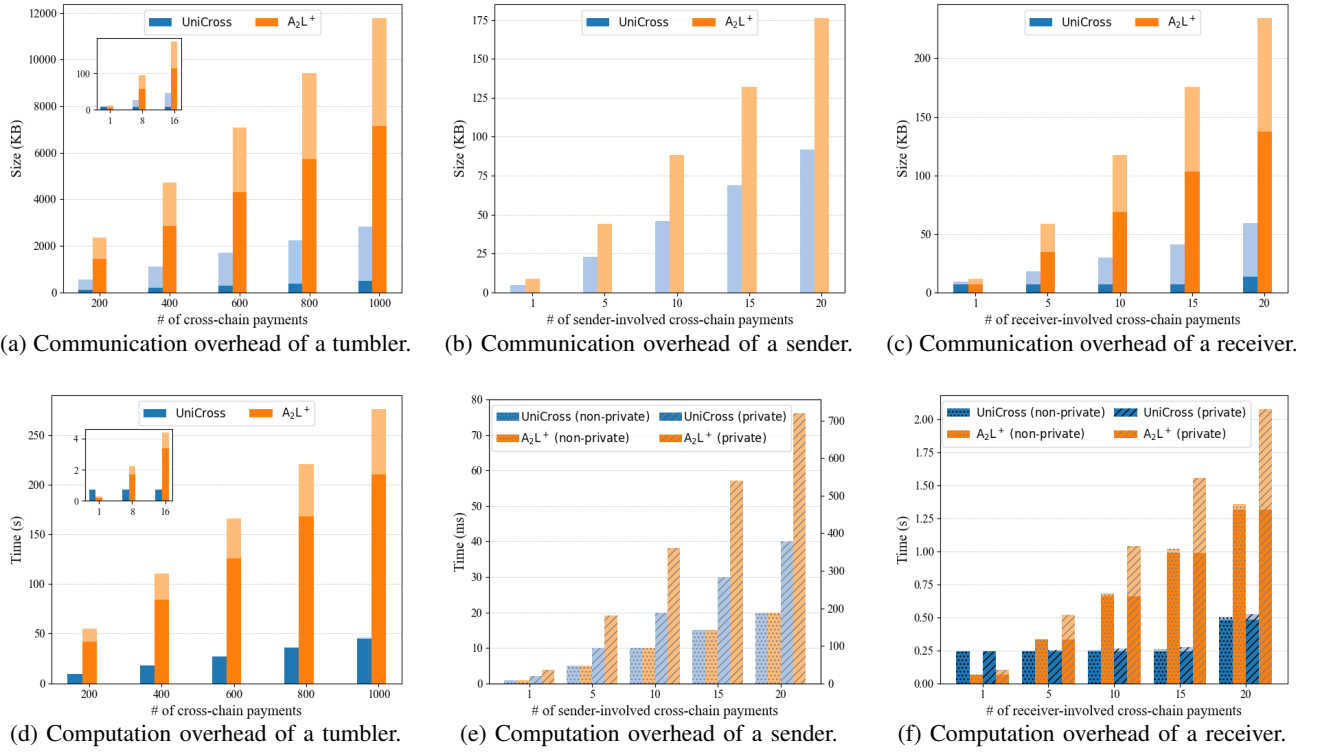 UniCross
A₂L⁺
12000
10000
8000
6000
4000
2000
0
Size (KB)
100
0
1
8
16
200
400
600
800
1000
# of cross-chain payments
(a) Communication overhead of a tumbler.
UniCross
A₂L⁺
175
150
125
100
75
50
25
0
Size (KB)
1
5
10
15
20
# of sender-involved cross-chain payments
(b) Communication overhead of a sender.
UniCross
A₂L⁺
200
150
100
50
0
Size (KB)
1
5
10
15
20
# of receiver-involved cross-chain payments
(c) Communication overhead of a receiver.
UniCross
A₂L⁺
250
200
150
100
50
0
Time (s)
4
2
0
1
8
16
200
400
600
800
1000
# of cross-chain payments
(d) Computation overhead of a tumbler.
UniCross (non-private)
UniCross (private)
A₂L⁺ (non-private)
A₂L⁺ (private)
80
70
60
50
40
30
20
10
0
Time (ms)
700
600
500
400
300
200
100
0
1
5
10
15
20
# of sender-involved cross-chain payments
(e) Computation overhead of a sender.
UniCross (non-private)
UniCross (private)
A₂L⁺ (non-private)
A₂L⁺ (private)
2.00
1.75
1.50
1.25
1.00
0.75
0.50
0.25
0.00
Time (s)
1
5
10
15
20
# of receiver-involved cross-chain payments
(f) Computation overhead of a receiver.